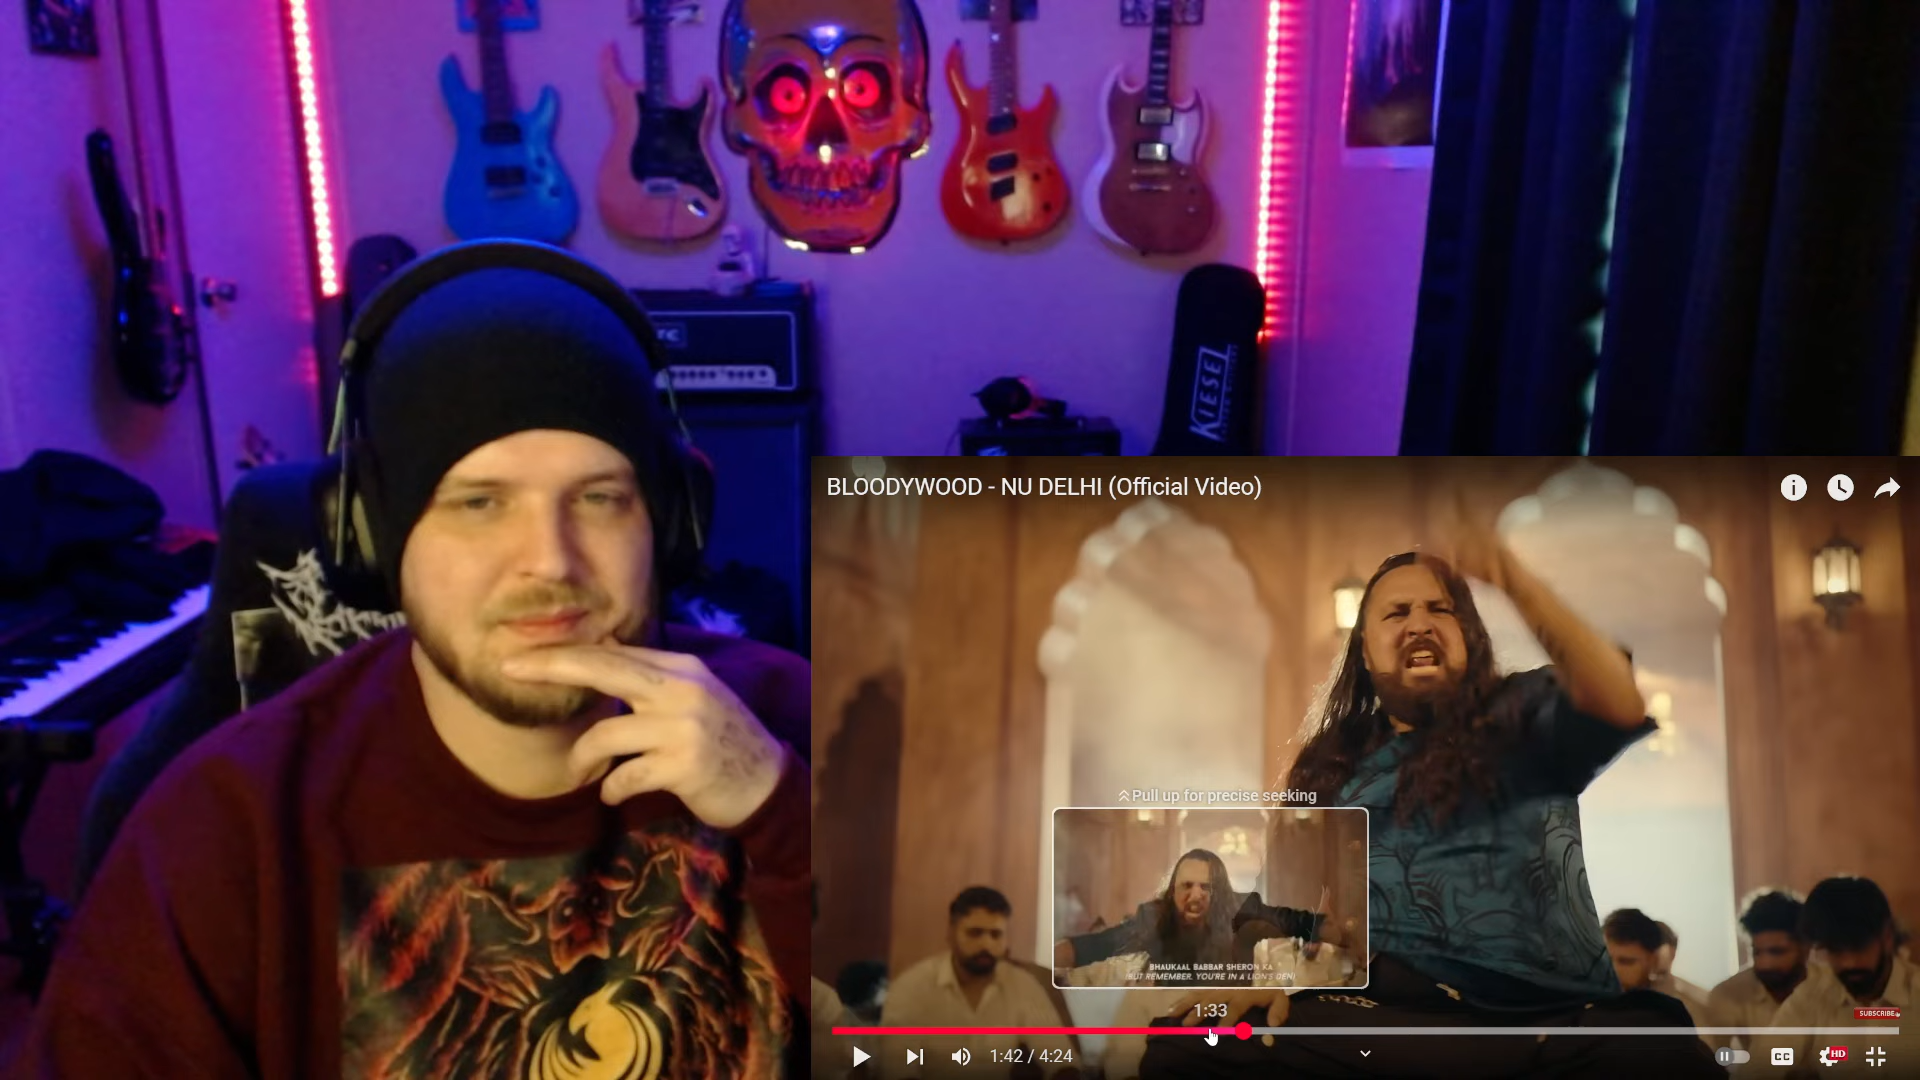 KIESEL
BLOODYWOOD - NU DELHI (Official Video)
Pull up for precise seeking
BHAUKAAL BABBAR SHERON KA
(BUT REMEMBER, YOU'RE IN A LION'S DEN)
1:33
SUBSCRIBE
1:42 / 4:24
CC
HD